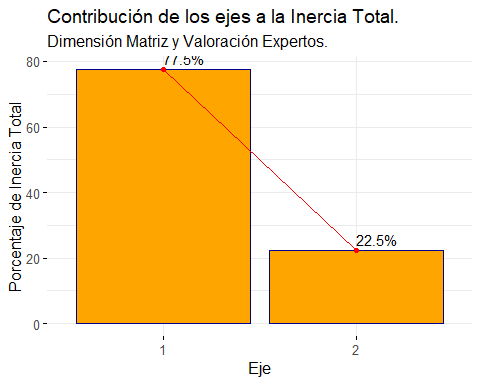 Contribución de los ejes a la Inercia Total.
Dimensión Matriz y Valoración Expertos.
Porcentaje de Inercia Total
80
60
40
20
0
77.5%
22.5%
1
2
Eje